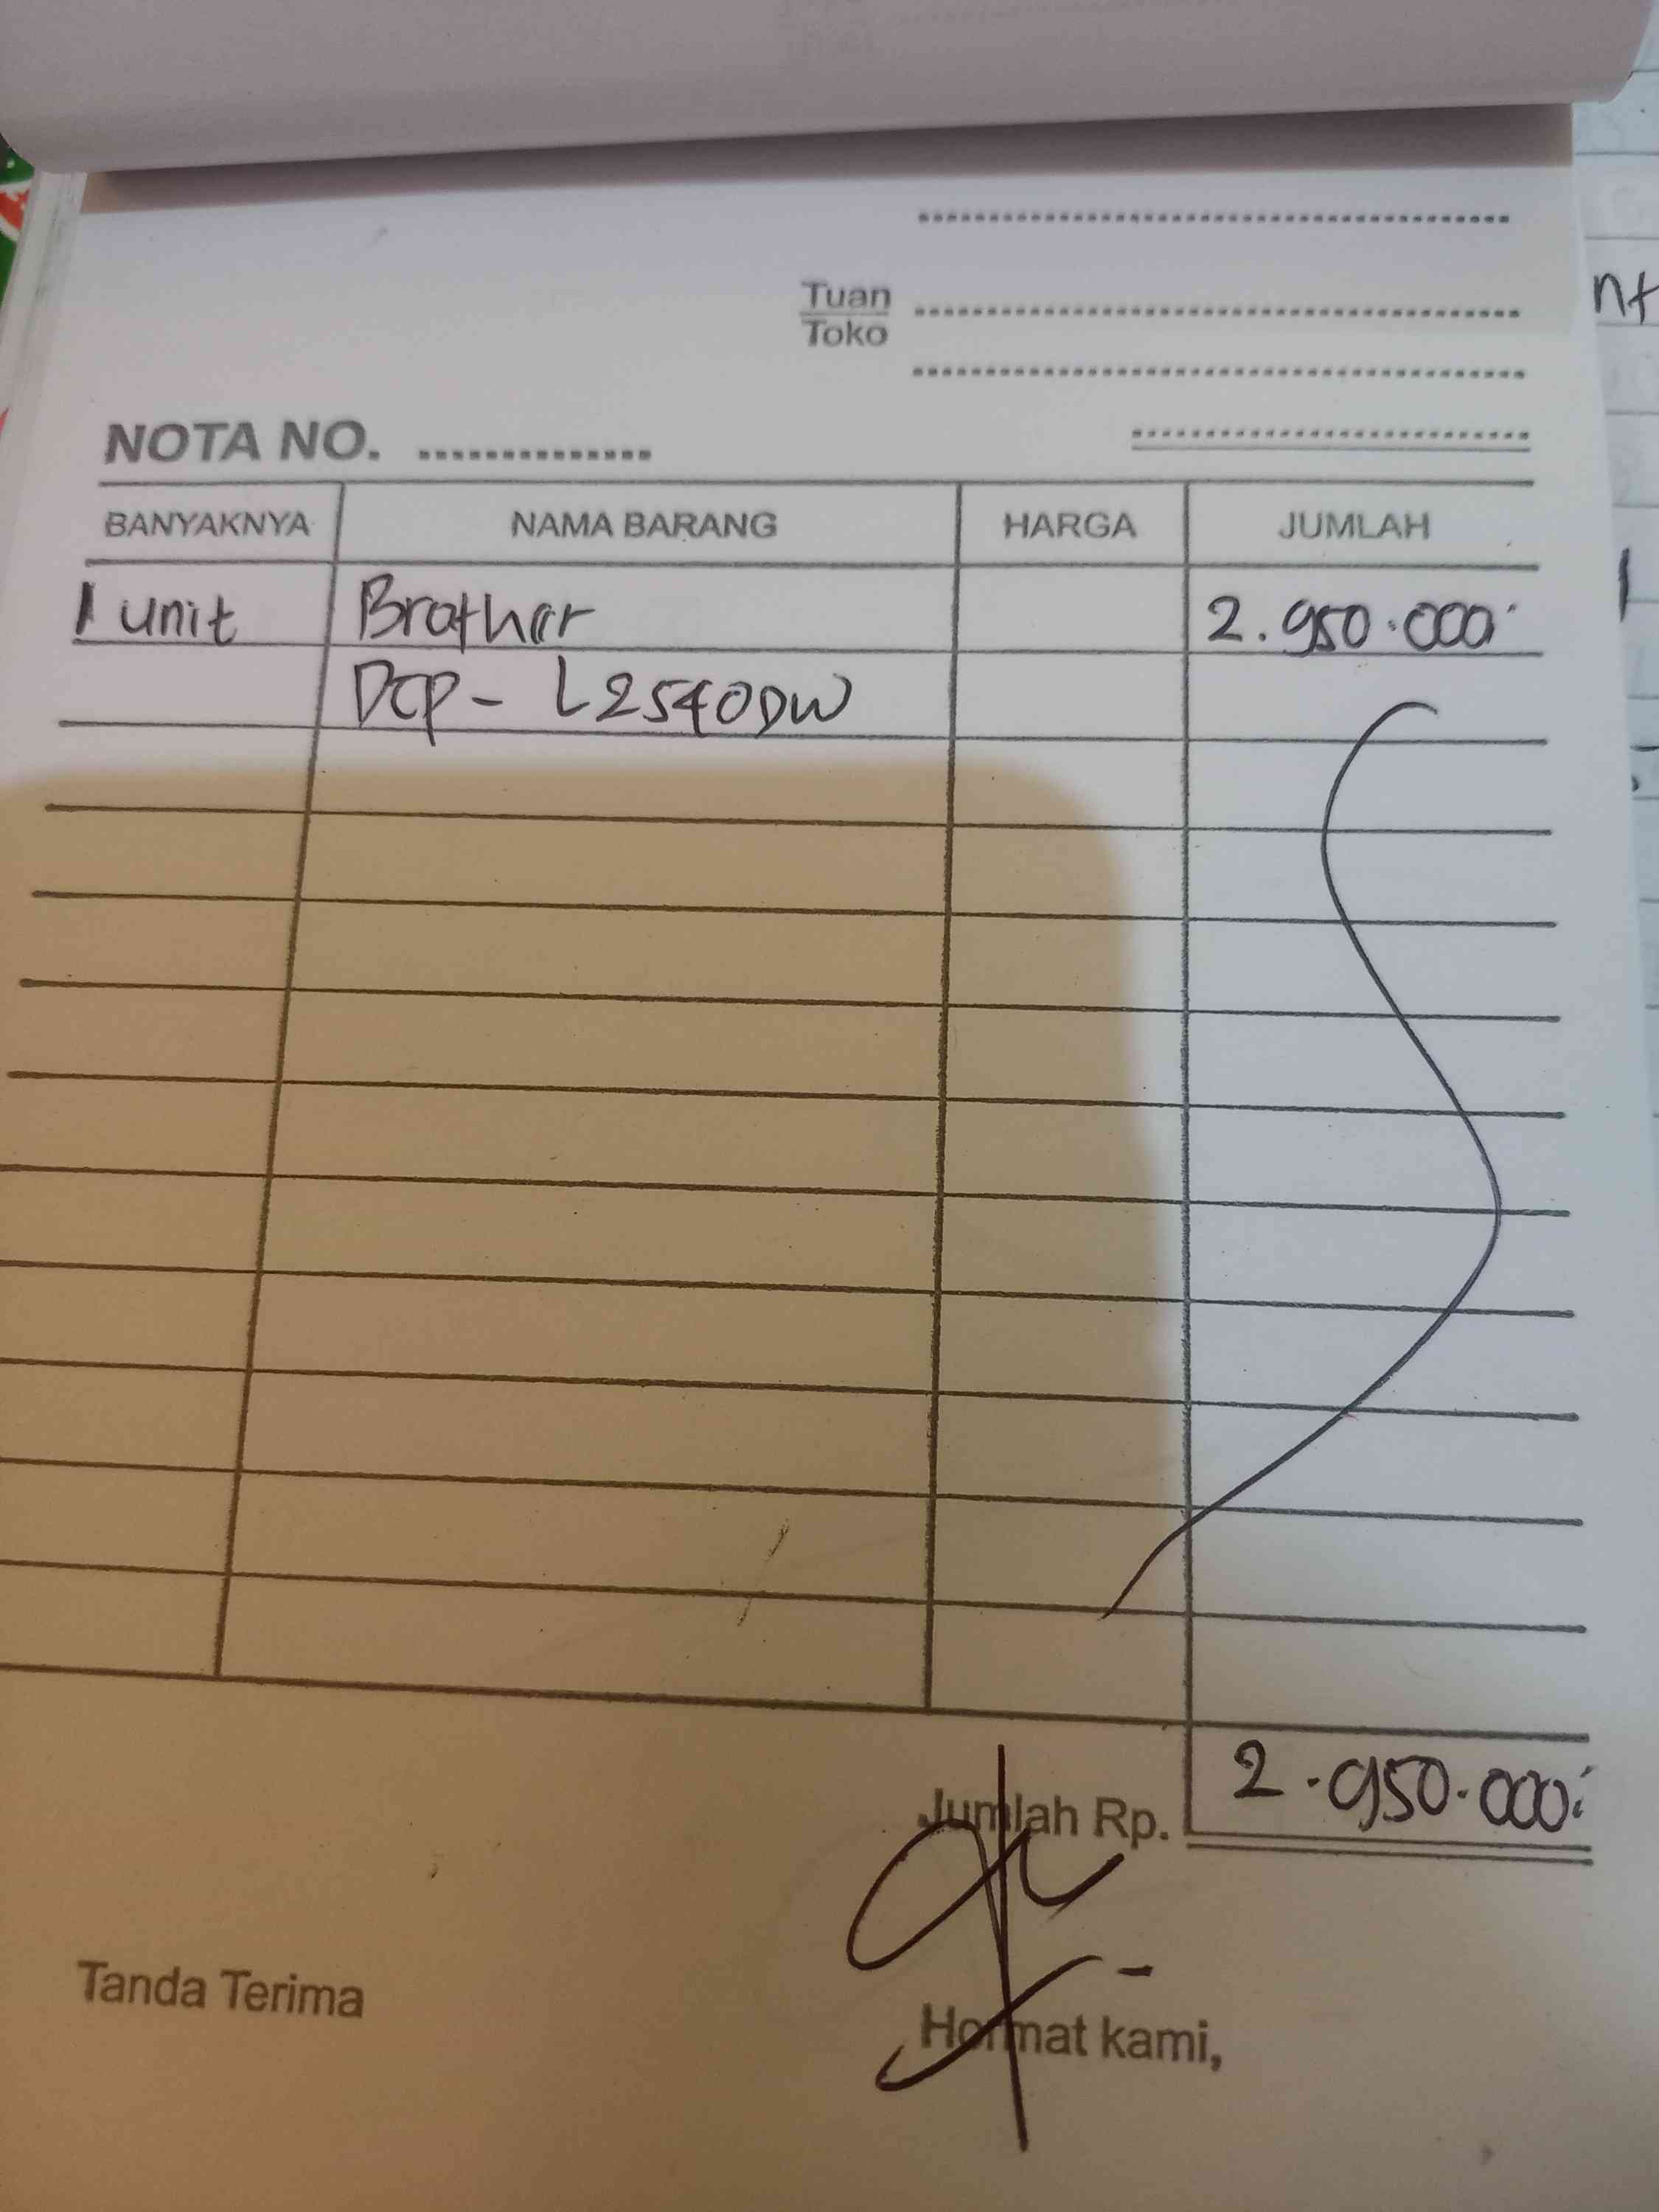 Tuan
Toko
NOTA NO.
BANYAKNYA NAMA BARANG HARGA JUMLAH
1 unit Brother 2.950.000
DCP - L2540DW
Jumlah Rp. 2.950.000
Tanda Terima
Hormat kami,
nt